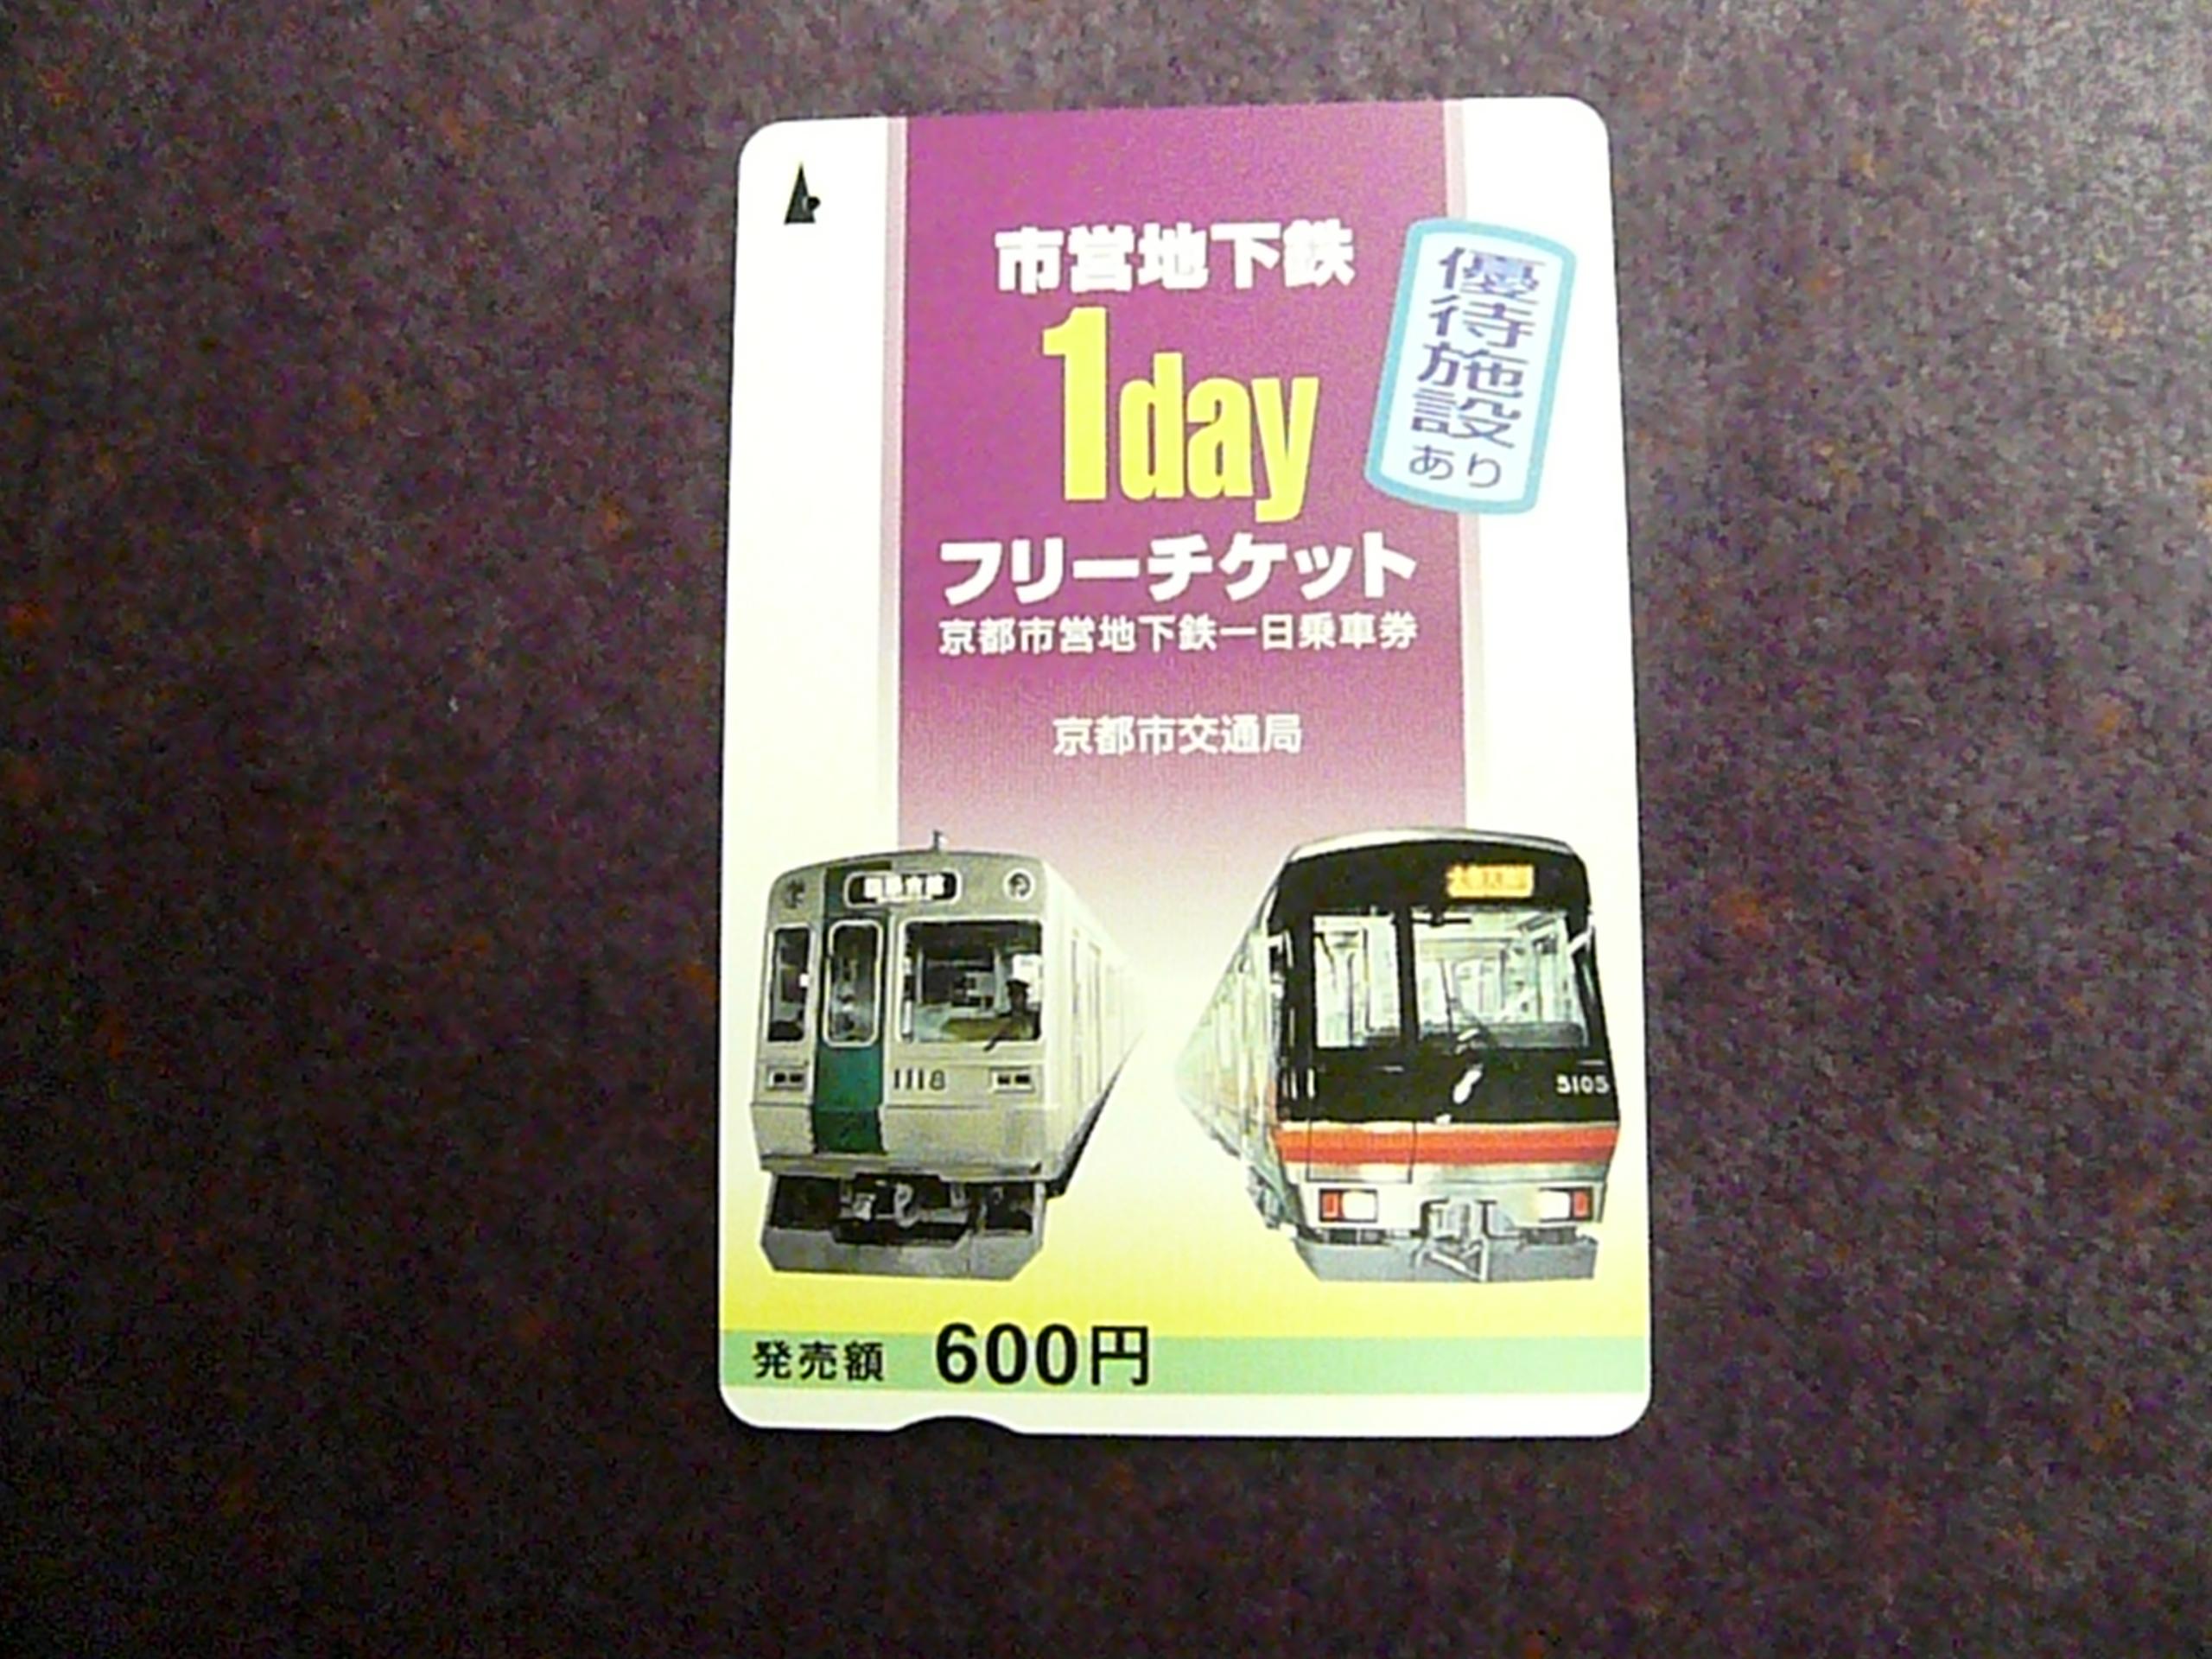 市営地下鉄
1day
フリーチケット
京都市営地下鉄一日乗車券
京都市交通局
優待施設
あり
1118
5105
発売額 600円